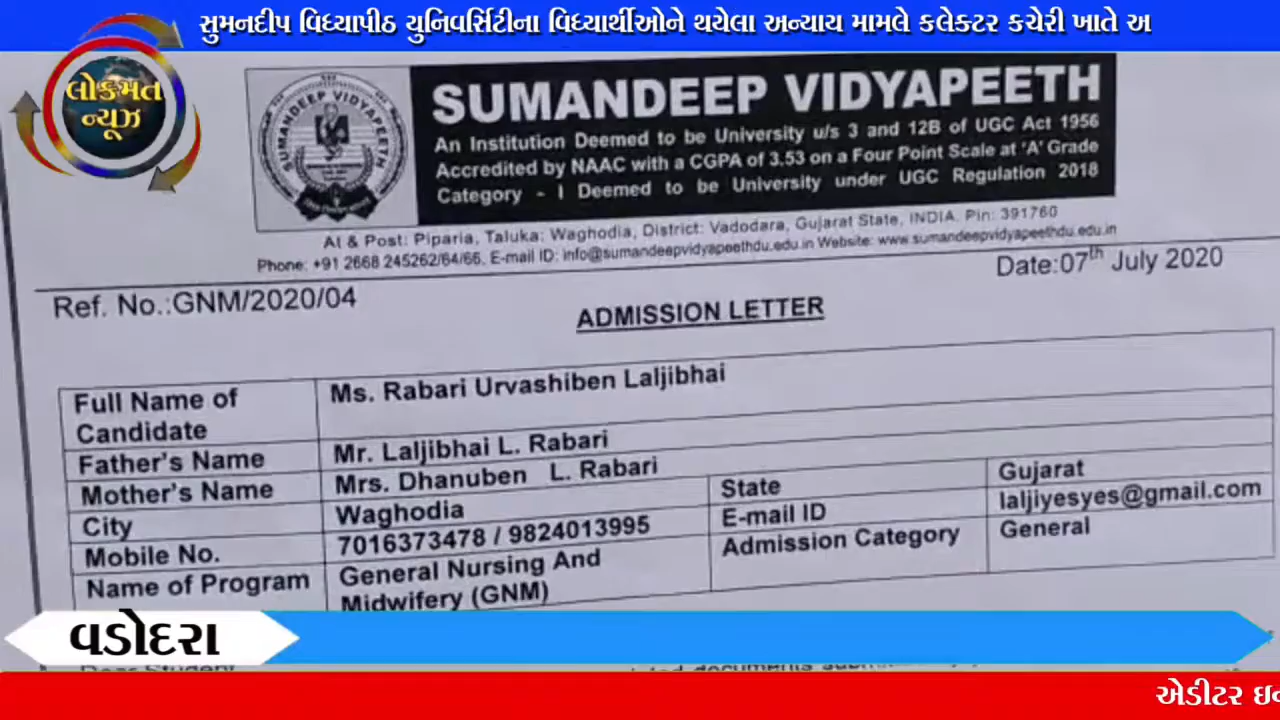 સુમનદીપ વિધ્યાપીઠ યુનિવર્સિટીના વિધ્યાર્થીઓને થયેલા અન્યાય મામલે કલેક્ટર કચેરી ખાતે અ
લોકમત
ન્યૂઝ
SUMANDEEP VIDYAPEETH
SUMANDEEP VIDYAPEETH
An Institution Deemed to be University u/s 3 and 12B of UGC Act 1956
Accredited by NAAC with a CGPA of 3.53 on a Four Point Scale at ‘A’ Grade
Category - I Deemed to be University under UGC Regulation 2018
At & Post: Piparia, Taluka: Waghodia, District: Vadodara, Gujarat State, INDIA. Pin: 391760
Phone: +91 2668 245262/64/66, E-mail ID: info@sumandeepvidyapeethdu.edu.in Website: www.sumandeepvidyapeethdu.edu.in
Date:07th July 2020
Ref. No.:GNM/2020/04
ADMISSION LETTER
Full Name of Candidate Ms. Rabari Urvashiben Laljibhai
Father's Name Mr. Laljibhai L. Rabari
Mother's Name Mrs. Dhanuben L. Rabari
City Waghodia State Gujarat
Mobile No. 7016373478 / 9824013995 E-mail ID laljiyesyes@gmail.com
Name of Program General Nursing And Midwifery (GNM) Admission Category General
વડોદરા
Dear Student
એડીટર